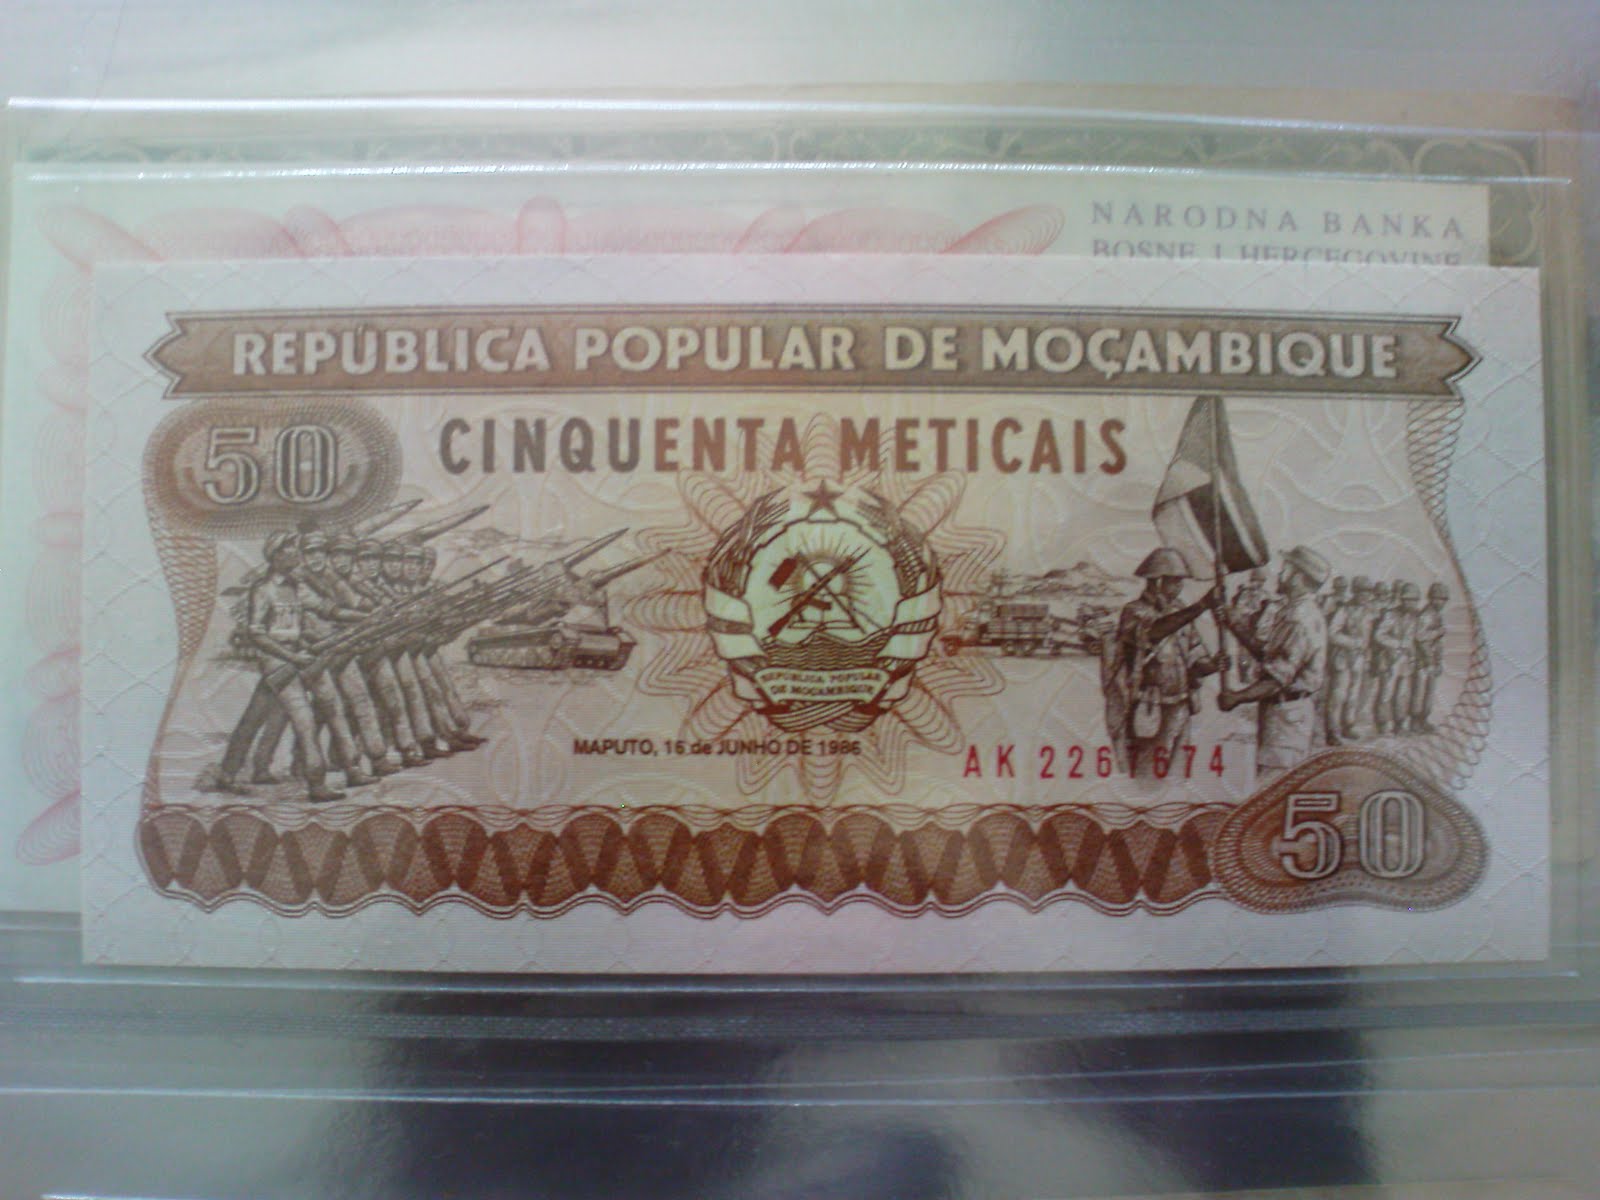 NARODNA BANKA
BOSNE I HERCEGOVINE
REPÚBLICA POPULAR DE MOÇAMBIQUE
50
CINQUENTA METICAIS
REPÚBLICA POPULAR
DE MOÇAMBIQUE
MAPUTO, 16 de JUNHO DE 1986
AK 2267674
50